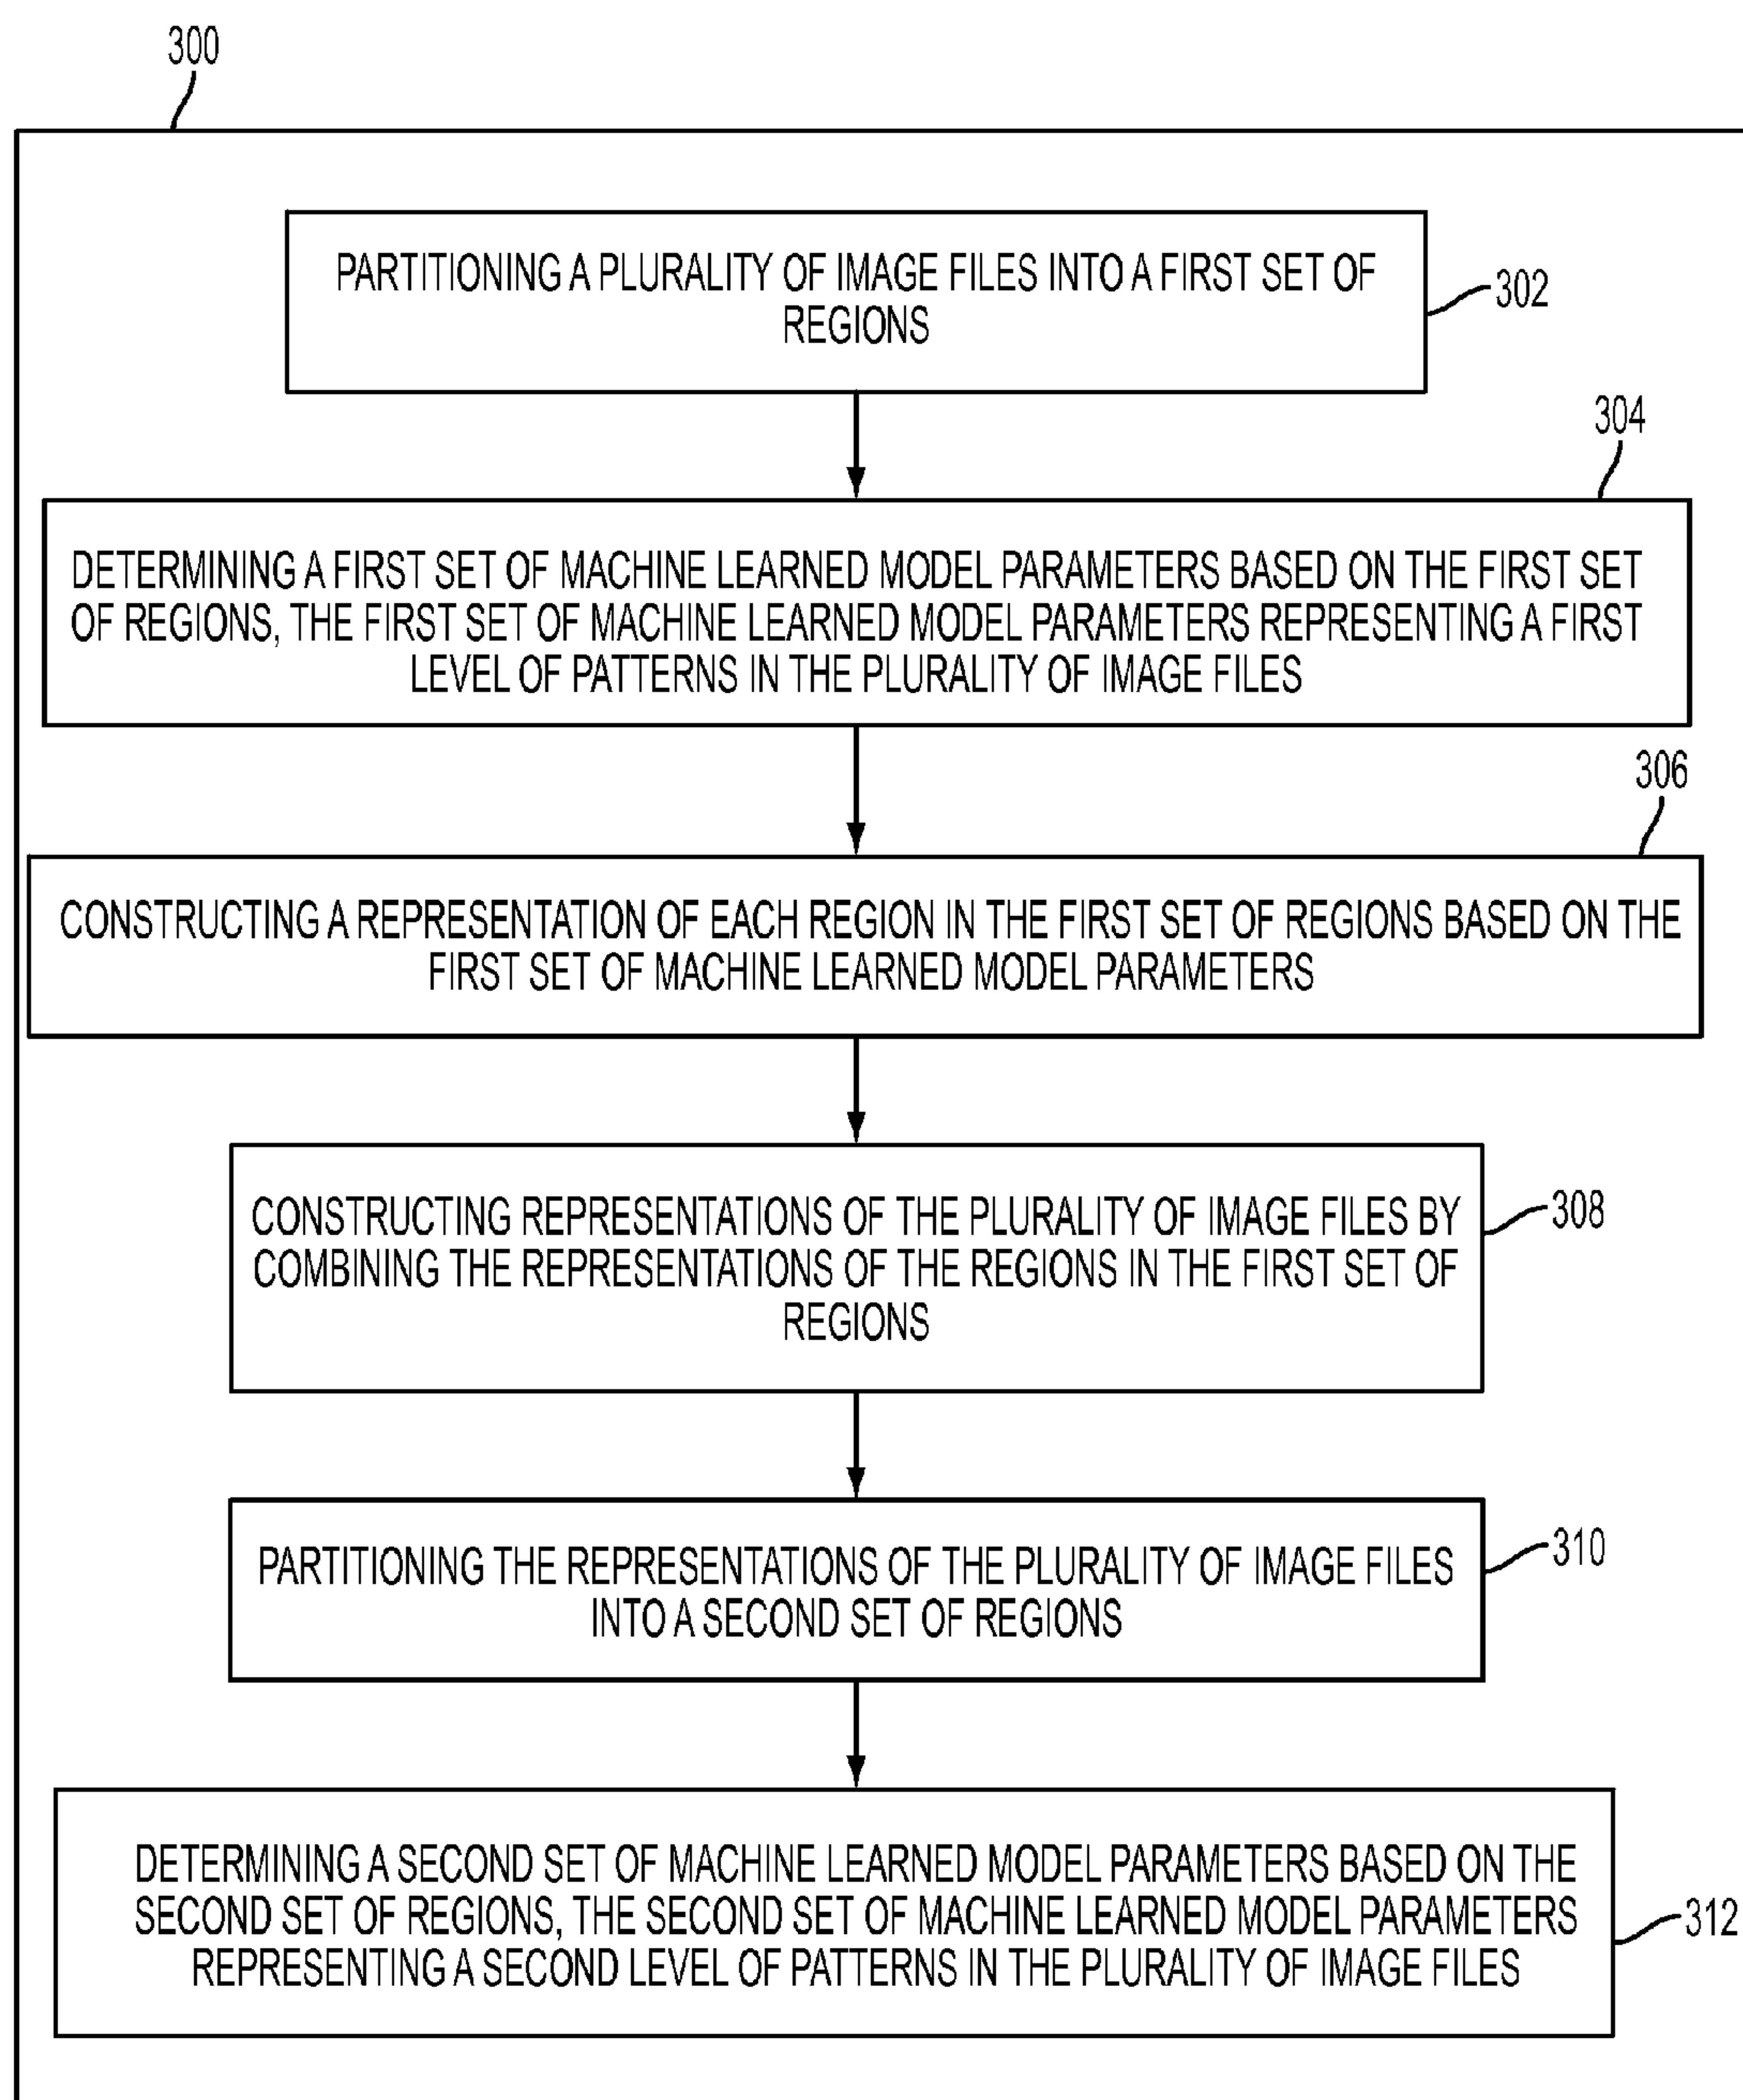 300
PARTITIONING A PLURALITY OF IMAGE FILES INTO A FIRST SET OF
REGIONS
302
304
DETERMINING A FIRST SET OF MACHINE LEARNED MODEL PARAMETERS BASED ON THE FIRST SET
OF REGIONS, THE FIRST SET OF MACHINE LEARNED MODEL PARAMETERS REPRESENTING A FIRST
LEVEL OF PATTERNS IN THE PLURALITY OF IMAGE FILES
306
CONSTRUCTING A REPRESENTATION OF EACH REGION IN THE FIRST SET OF REGIONS BASED ON THE
FIRST SET OF MACHINE LEARNED MODEL PARAMETERS
CONSTRUCTING REPRESENTATIONS OF THE PLURALITY OF IMAGE FILES BY
COMBINING THE REPRESENTATIONS OF THE REGIONS IN THE FIRST SET OF
REGIONS
308
PARTITIONING THE REPRESENTATIONS OF THE PLURALITY OF IMAGE FILES
INTO A SECOND SET OF REGIONS
310
DETERMINING A SECOND SET OF MACHINE LEARNED MODEL PARAMETERS BASED ON THE
SECOND SET OF REGIONS, THE SECOND SET OF MACHINE LEARNED MODEL PARAMETERS
REPRESENTING A SECOND LEVEL OF PATTERNS IN THE PLURALITY OF IMAGE FILES
312